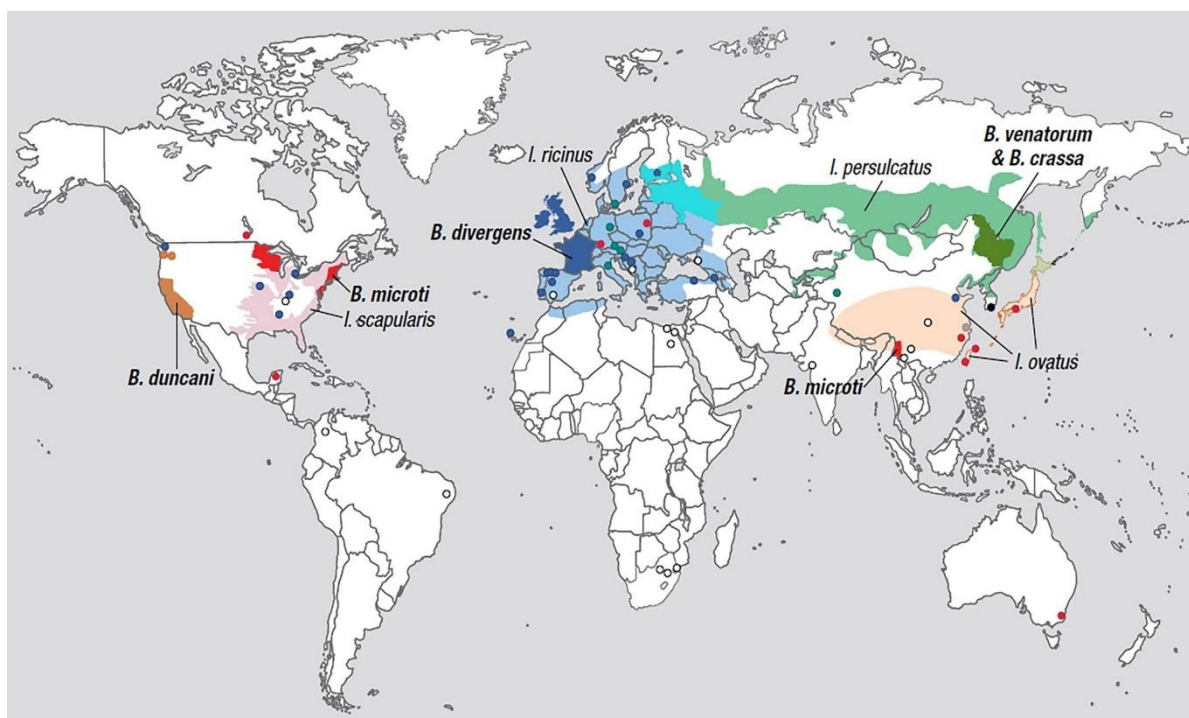 B. venatorum
& B. crassa
I. ricinus
I. persulcatus
B. divergens
B. microti
I. scapularis
B. duncani
I. ovatus
B. microti